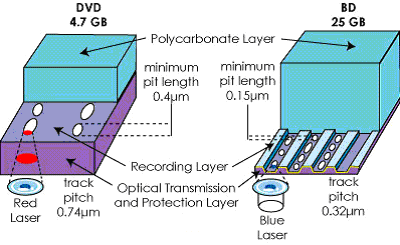 DVD
4.7 GB
BD
25 GB
Polycarbonate Layer
minimum
pit length
0.4µm
minimum
pit length
0.15µm
Recording Layer
Optical Transmission
and Protection Layer
Red
Laser
track
pitch
0.74µm
Blue
Laser
track
pitch
0.32µm